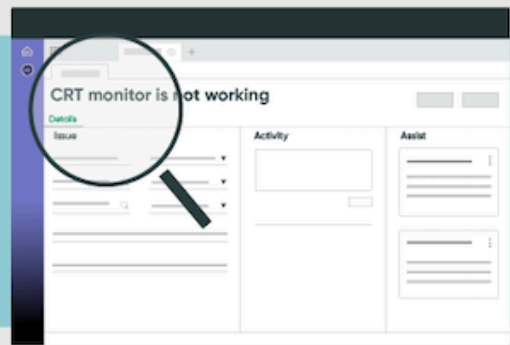 CRT monitor is not working
Details
Issue
Activity
Assist